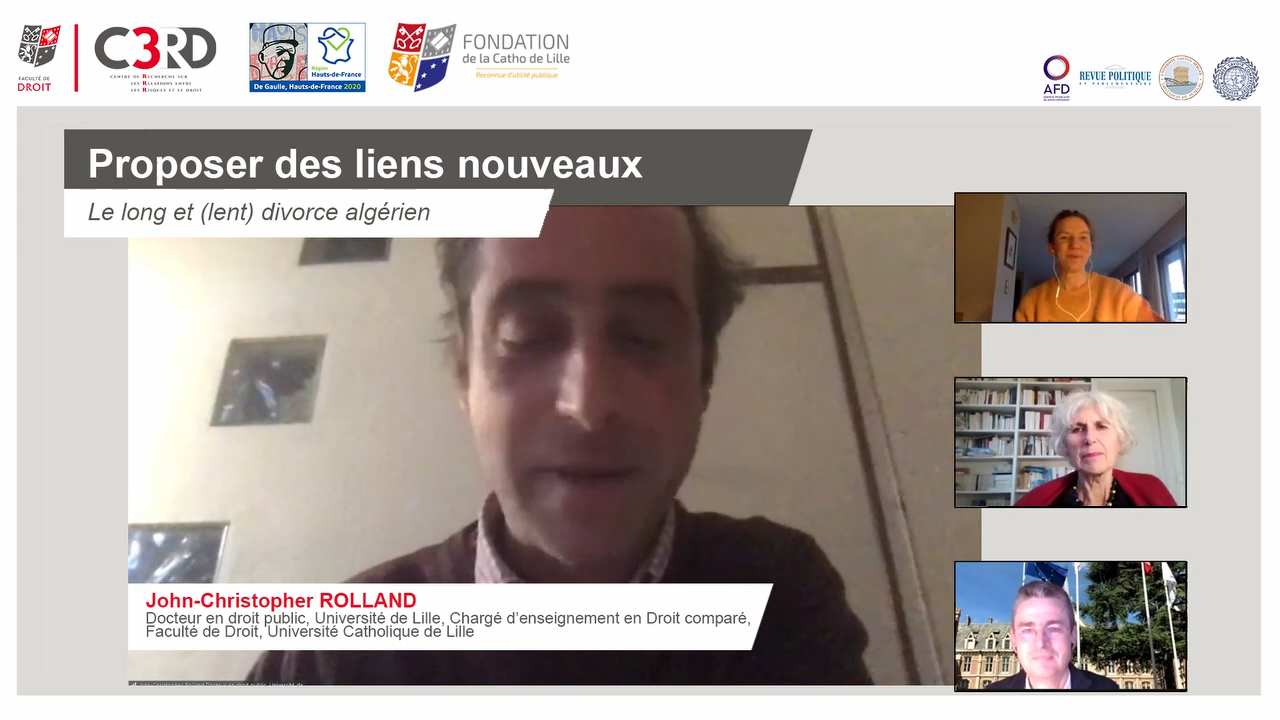 FACULTÉ DE
DROIT
C3RD
CENTRE DE RECHERCHE SUR
LES RELATIONS ENTRE
LES RISQUES ET LE DROIT
Région
Hauts-de-France
De Gaulle, Hauts-de-France 2020
FONDATION
de la Catho de Lille
Reconnue d'utilité publique
AFD
REVUE POLITIQUE
ET PARLEMENTAIRE
Proposer des liens nouveaux
Le long et (lent) divorce algérien
John-Christopher ROLLAND
Docteur en droit public, Université de Lille, Chargé d'enseignement en Droit comparé,
Faculté de Droit, Université Catholique de Lille